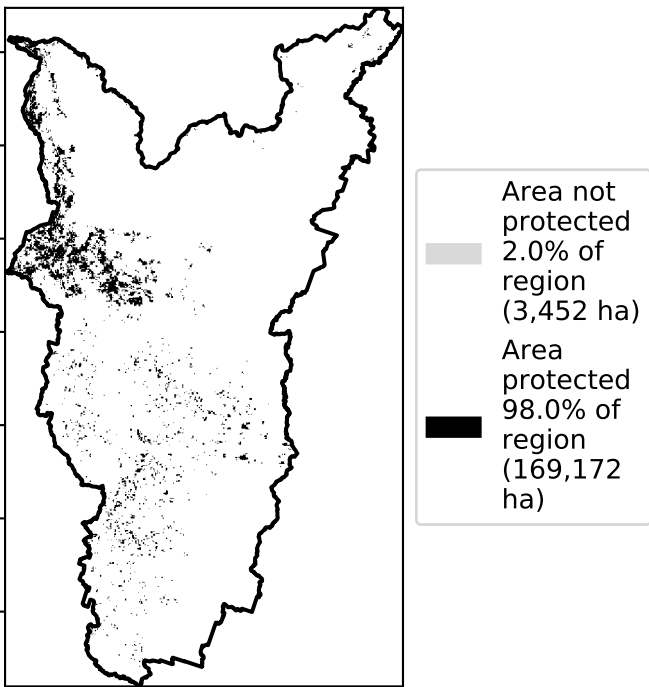 Area not
protected
2.0% of
region
(3,452 ha)
Area
protected
98.0% of
region
(169,172
ha)